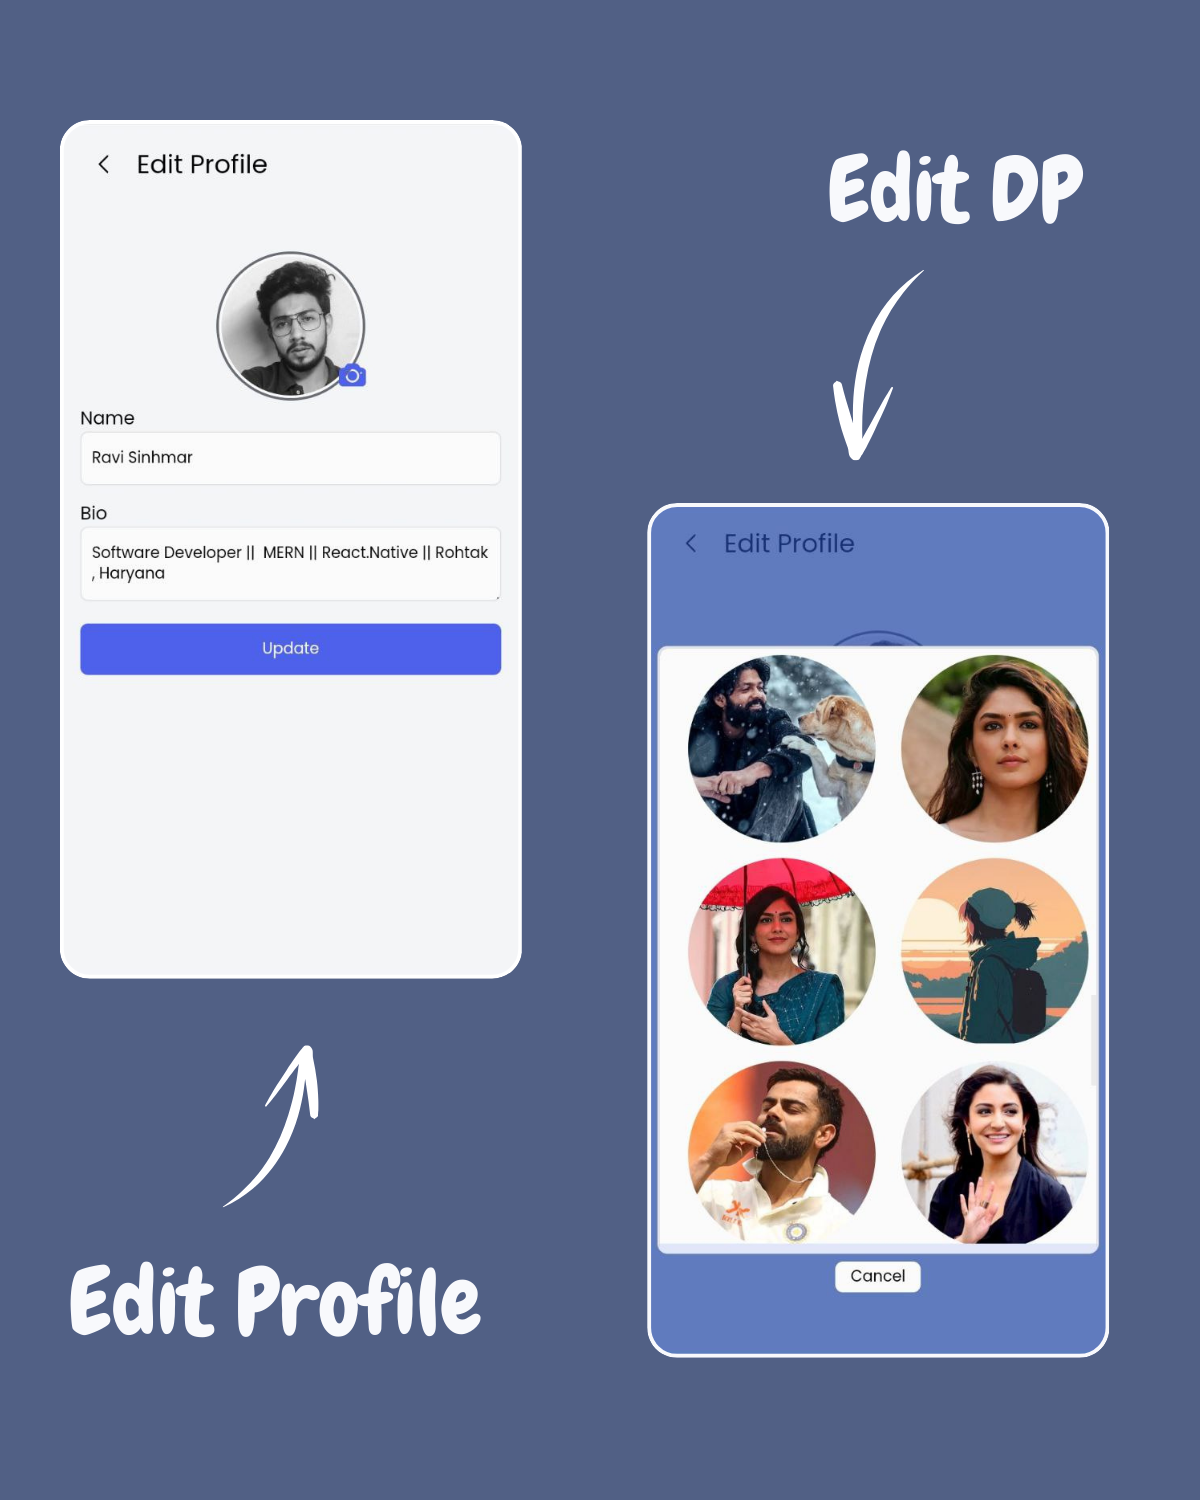 Edit Profile
Name
Ravi Sinhmar
Bio
Software Developer ||  MERN || React.Native || Rohtak
, Haryana
Update
Edit Profile
Edit DP
Edit Profile
Cancel